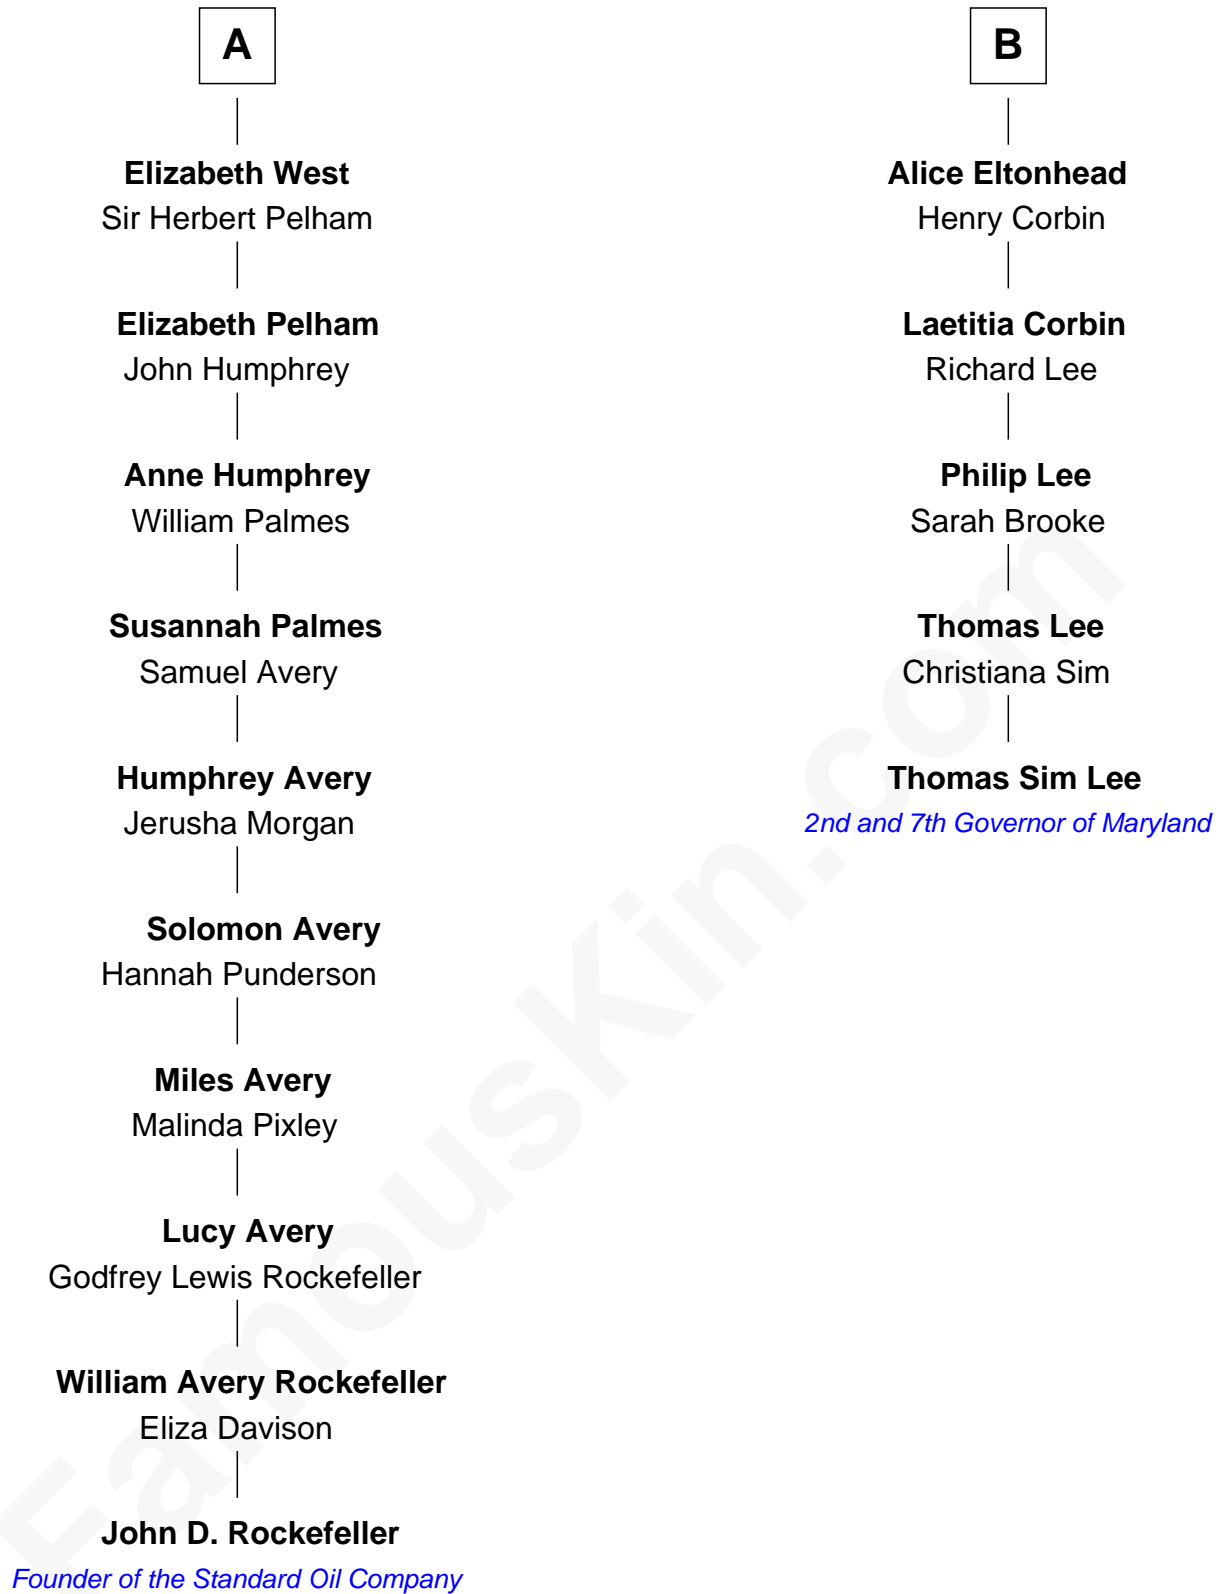 A
Elizabeth West
Sir Herbert Pelham
Elizabeth Pelham
John Humphrey
Anne Humphrey
William Palmes
Susannah Palmes
Samuel Avery
Humphrey Avery
Jerusha Morgan
Solomon Avery
Hannah Punderson
Miles Avery
Malinda Pixley
Lucy Avery
Godfrey Lewis Rockefeller
William Avery Rockefeller
Eliza Davison
John D. Rockefeller
Founder of the Standard Oil Company
B
Alice Eltonhead
Henry Corbin
Laetitia Corbin
Richard Lee
Philip Lee
Sarah Brooke
Thomas Lee
Christiana Sim
Thomas Sim Lee
2nd and 7th Governor of Maryland
FamousKin.com